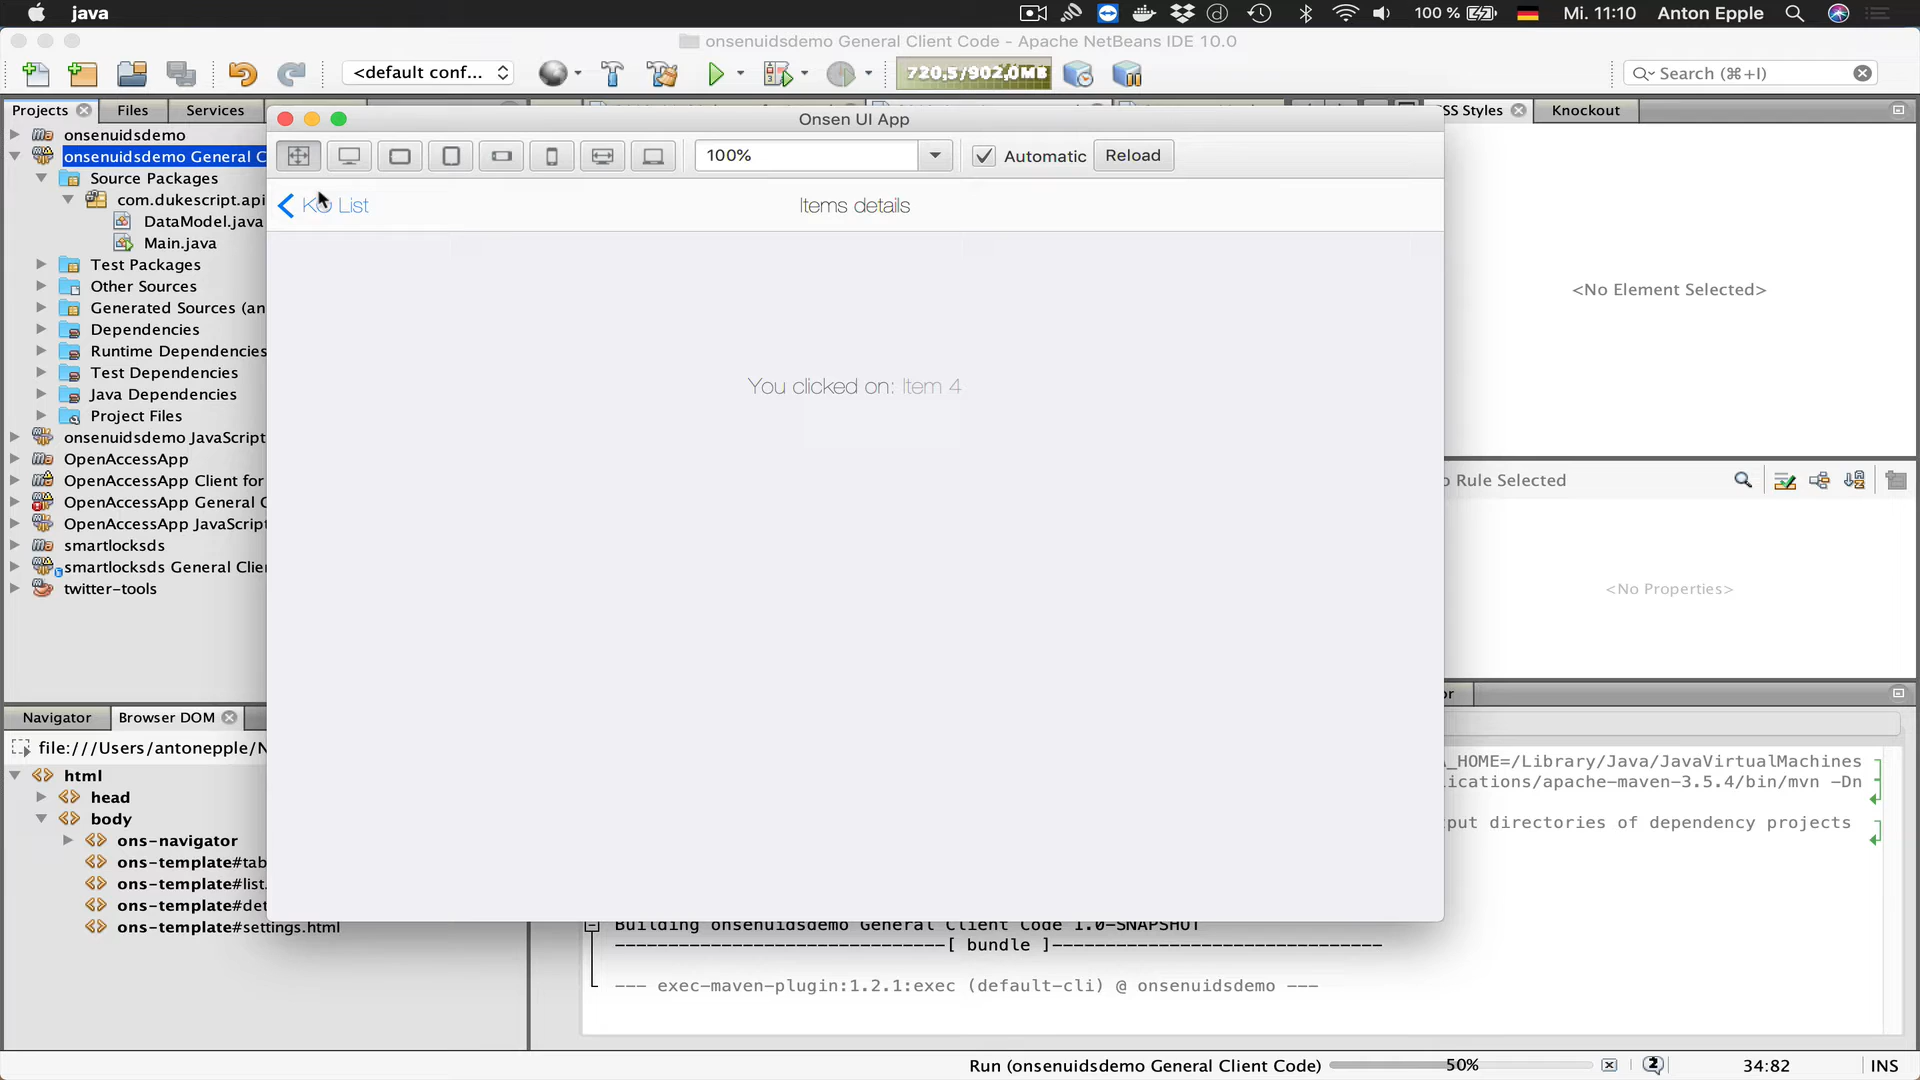 java
100 %
Mi. 11:10
Anton Epple
onsenuidsdemo General Client Code - Apache NetBeans IDE 10.0
<default conf...
720,5/902,0MB
Search (⌘+I)
Projects
Files
Services
Onsen UI App
CSS Styles
Knockout
100%
Automatic
Reload
List
Items details
You clicked on: Item 4
onsenuidsdemo
onsenuidsdemo General C
Source Packages
com.dukescript.api
DataModel.java
Main.java
Test Packages
Other Sources
Generated Sources (an
Dependencies
Runtime Dependencies
Test Dependencies
Java Dependencies
Project Files
onsenuidsdemo JavaScript
OpenAccessApp
OpenAccessApp Client for
OpenAccessApp General C
OpenAccessApp JavaScript
smartlocksds
smartlocksds General Clie
twitter-tools
<No Element Selected>
o Rule Selected
<No Properties>
Navigator
Browser DOM
file:///Users/antonepple/N
html
head
body
ons-navigator
ons-template#tab
ons-template#list.
ons-template#det
ons-template#settings.html
or
A_HOME=/Library/Java/JavaVirtualMachines
ications/apache-maven-3.5.4/bin/mvn -Dn
put directories of dependency projects
Building onsenuidsdemo General Client Code 1.0-SNAPSHOT
-------------------------------[ bundle ]-------------------------------
--- exec-maven-plugin:1.2.1:exec (default-cli) @ onsenuidsdemo ---
Run (onsenuidsdemo General Client Code)
50%
2
34:82
INS